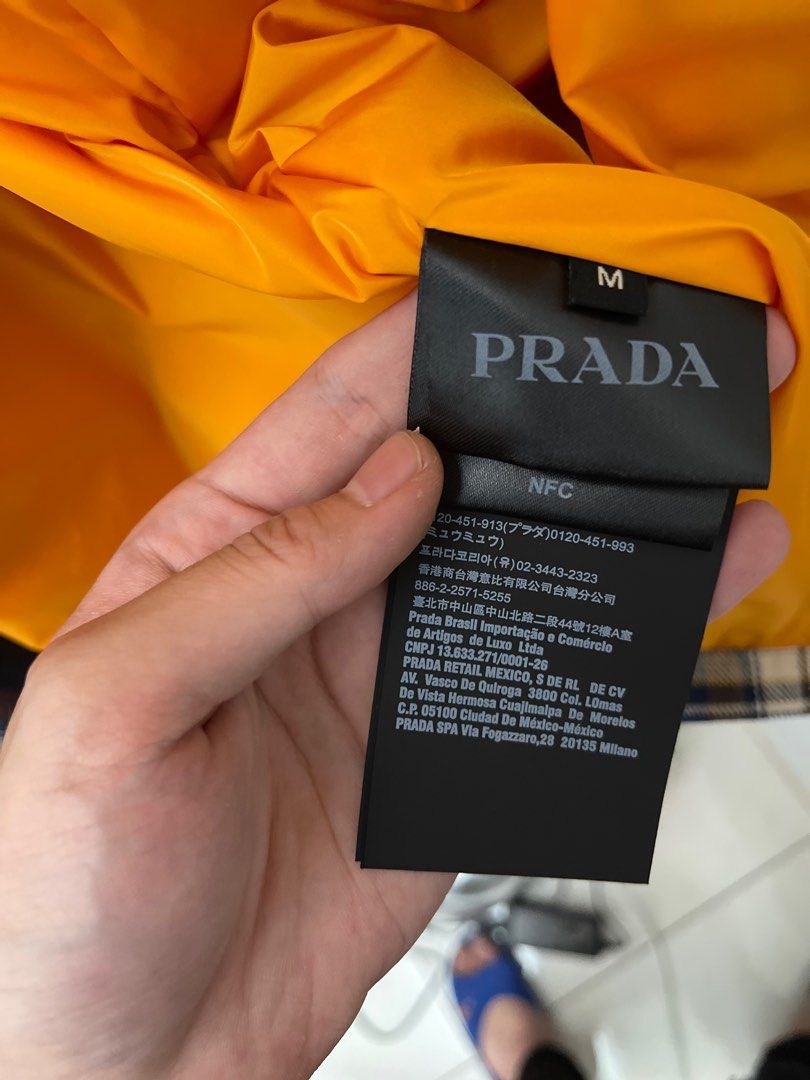 M
PRADA
NFC
20-451-913(プラダ)0120-451-993
ミュウミュウ)
프라다코리아(유)02-3443-2323
香港商台灣意比有限公司台灣分公司
886-2-2571-5255
臺北市中山區中山北路二段44號12樓A室
Prada Brasil Importação e Comércio
de Artigos de Luxo Ltda
CNPJ 13.633.271/0001-26
PRADA RETAIL MEXICO, S DE RL DE CV
AV. Vasco De Quiroga 3800 Col. LOmas
De Vista Hermosa Cuajimalpa De Morelos
C.P. 05100 Ciudad De México-México
PRADA SPA Via Fogazzaro,28 20135 Milano